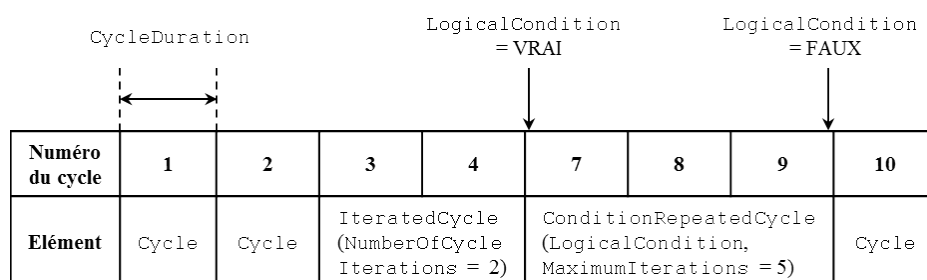 CycleDuration
LogicalCondition
= VRAI
LogicalCondition
= FAUX
Numéro
du cycle
1
2
3
4
7
8
9
10
Elément
Cycle
Cycle
IteratedCycle
(NumberOfCycle
Iterations = 2)
ConditionRepeatedCycle
(LogicalCondition,
MaximumIterations = 5)
Cycle